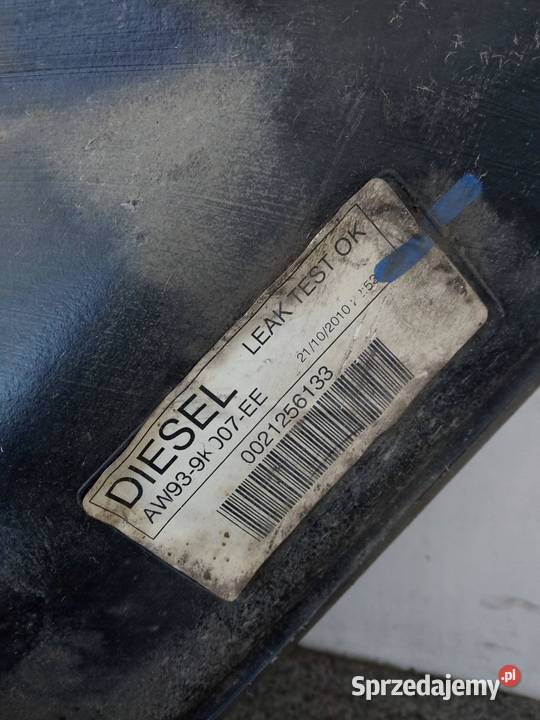 DIESEL
LEAK TEST OK
AW93-9K007-EE
21/10/2010
0021256133
Sprzedajemy.pl